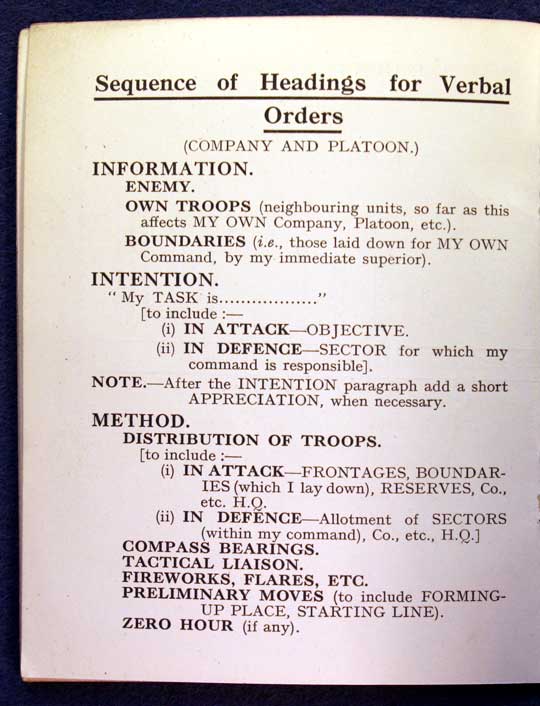 Sequence of Headings for Verbal
Orders
(COMPANY AND PLATOON.)
INFORMATION.
ENEMY.
OWN TROOPS (neighbouring units, so far as this
affects MY OWN Company, Platoon, etc.).
BOUNDARIES (i.e., those laid down for MY OWN
Command, by my immediate superior).
INTENTION.
“ My TASK is..................”
[to include :—
(i) IN ATTACK—OBJECTIVE.
(ii) IN DEFENCE—SECTOR for which my
command is responsible].
NOTE.—After the INTENTION paragraph add a short
APPRECIATION, when necessary.
METHOD.
DISTRIBUTION OF TROOPS.
[to include :—
(i) IN ATTACK—FRONTAGES, BOUNDAR-
IES (which I lay down), RESERVES, Co.,
etc. H.Q.
(ii) IN DEFENCE—Allotment of SECTORS
(within my command), Co., etc., H.Q.]
COMPASS BEARINGS.
TACTICAL LIAISON.
FIREWORKS, FLARES, ETC.
PRELIMINARY MOVES (to include FORMING-
UP PLACE, STARTING LINE).
ZERO HOUR (if any).